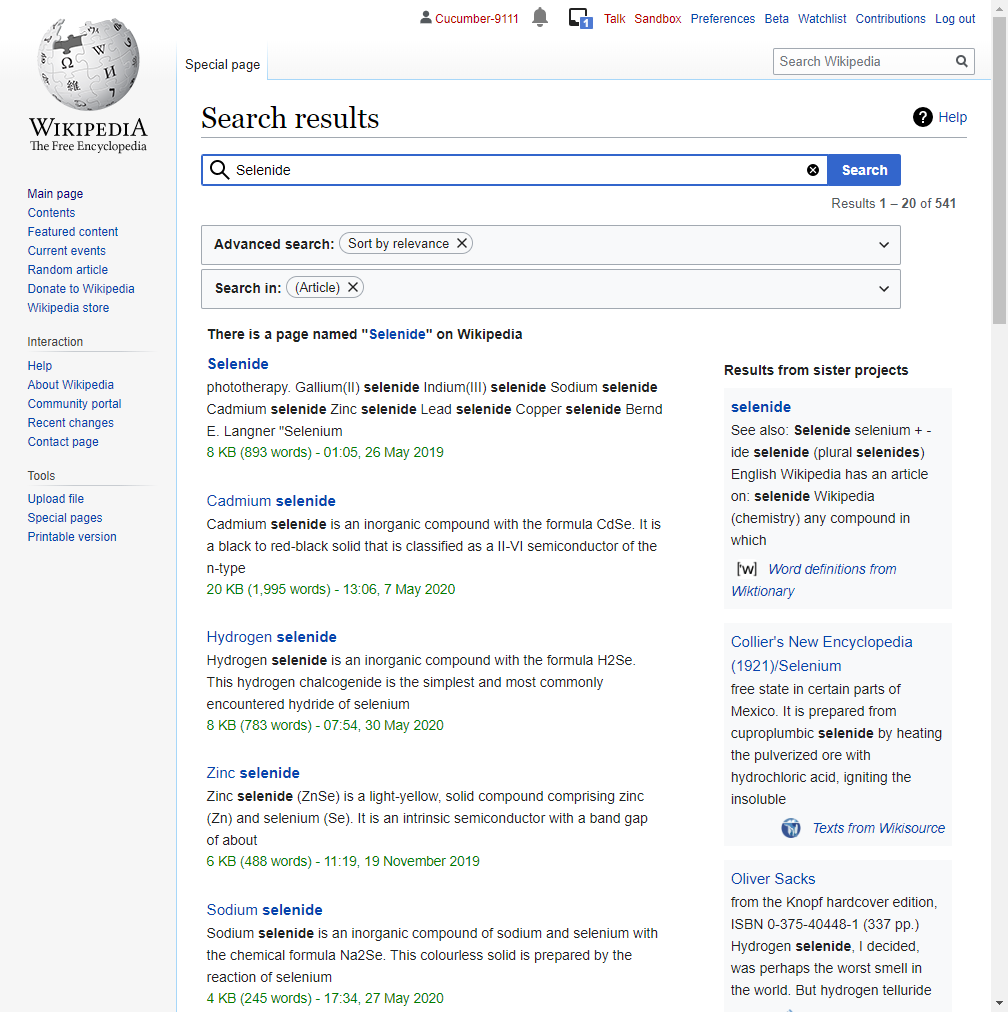 Cucumber-9111 1 Talk Sandbox Preferences Beta Watchlist Contributions Log out
Special page
Search Wikipedia
WIKIPEDIA
The Free Encyclopedia
Main page
Contents
Featured content
Current events
Random article
Donate to Wikipedia
Wikipedia store
Interaction
Help
About Wikipedia
Community portal
Recent changes
Contact page
Tools
Upload file
Special pages
Printable version
Search results
? Help
Selenide
Search
Results 1 – 20 of 541
Advanced search: Sort by relevance
Search in: (Article)
There is a page named "Selenide" on Wikipedia
Selenide
phototherapy. Gallium(II) selenide Indium(III) selenide Sodium selenide
Cadmium selenide Zinc selenide Lead selenide Copper selenide Bernd
E. Langner "Selenium
8 KB (893 words) - 01:05, 26 May 2019
Cadmium selenide
Cadmium selenide is an inorganic compound with the formula CdSe. It is
a black to red-black solid that is classified as a II-VI semiconductor of the
n-type
20 KB (1,995 words) - 13:06, 7 May 2020
Hydrogen selenide
Hydrogen selenide is an inorganic compound with the formula H2Se.
This hydrogen chalcogenide is the simplest and most commonly
encountered hydride of selenium
8 KB (783 words) - 07:54, 30 May 2020
Zinc selenide
Zinc selenide (ZnSe) is a light-yellow, solid compound comprising zinc
(Zn) and selenium (Se). It is an intrinsic semiconductor with a band gap
of about
6 KB (488 words) - 11:19, 19 November 2019
Sodium selenide
Sodium selenide is an inorganic compound of sodium and selenium with
the chemical formula Na2Se. This colourless solid is prepared by the
reaction of selenium
4 KB (245 words) - 17:34, 27 May 2020
Results from sister projects
selenide
See also: Selenide selenium + -
ide selenide (plural selenides)
English Wikipedia has an article
on: selenide Wikipedia
(chemistry) any compound in
which
['w] Word definitions from
Wiktionary
Collier's New Encyclopedia
(1921)/Selenium
free state in certain parts of
Mexico. It is prepared from
cuproplumbic selenide by heating
the pulverized ore with
hydrochloric acid, igniting the
insoluble
Texts from Wikisource
Oliver Sacks
from the Knopf hardcover edition,
ISBN 0-375-40448-1 (337 pp.)
Hydrogen selenide, I decided,
was perhaps the worst smell in
the world. But hydrogen telluride